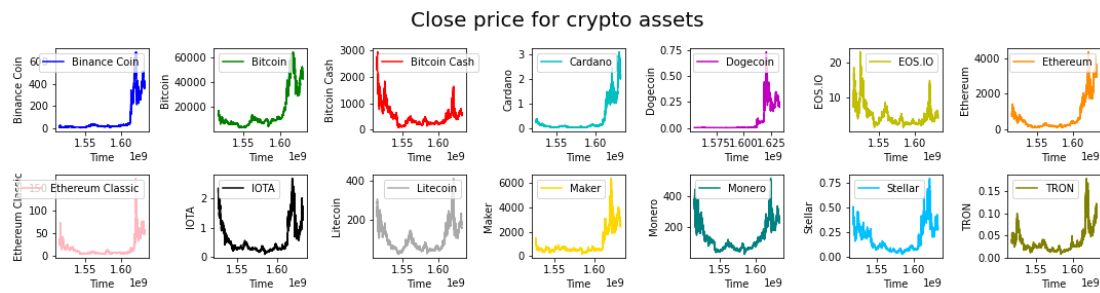 Close price for crypto assets
Binance Coin
600
400
200
0
Binance Coin
1.55 1.60
Time 1e9
Bitcoin
60000
40000
20000
Bitcoin
1.55 1.60
Time 1e9
Bitcoin Cash
3000
2000
1000
0
Bitcoin Cash
1.55 1.60
Time 1e9
Cardano
3
2
1
0
Cardano
1.55 1.60
Time 1e9
Dogecoin
0.75
0.50
0.25
0.00
Dogecoin
1.575 1.600 1.625
Time 1e9
EOS.IO
20
10
EOS.IO
1.55 1.60
Time 1e9
Ethereum
4000
2000
0
Ethereum
1.55 1.60
Time 1e9
Ethereum Classic
150
100
50
0
Ethereum Classic
1.55 1.60
Time 1e9
IOTA
2
1
0
IOTA
1.55 1.60
Time 1e9
Litecoin
400
200
Litecoin
1.55 1.60
Time 1e9
Maker
6000
4000
2000
0
Maker
1.55 1.60
Time 1e9
Monero
400
200
Monero
1.55 1.60
Time 1e9
Stellar
0.75
0.50
0.25
0.00
Stellar
1.55 1.60
Time 1e9
TRON
0.15
0.10
0.05
0.00
TRON
1.55 1.60
Time 1e9